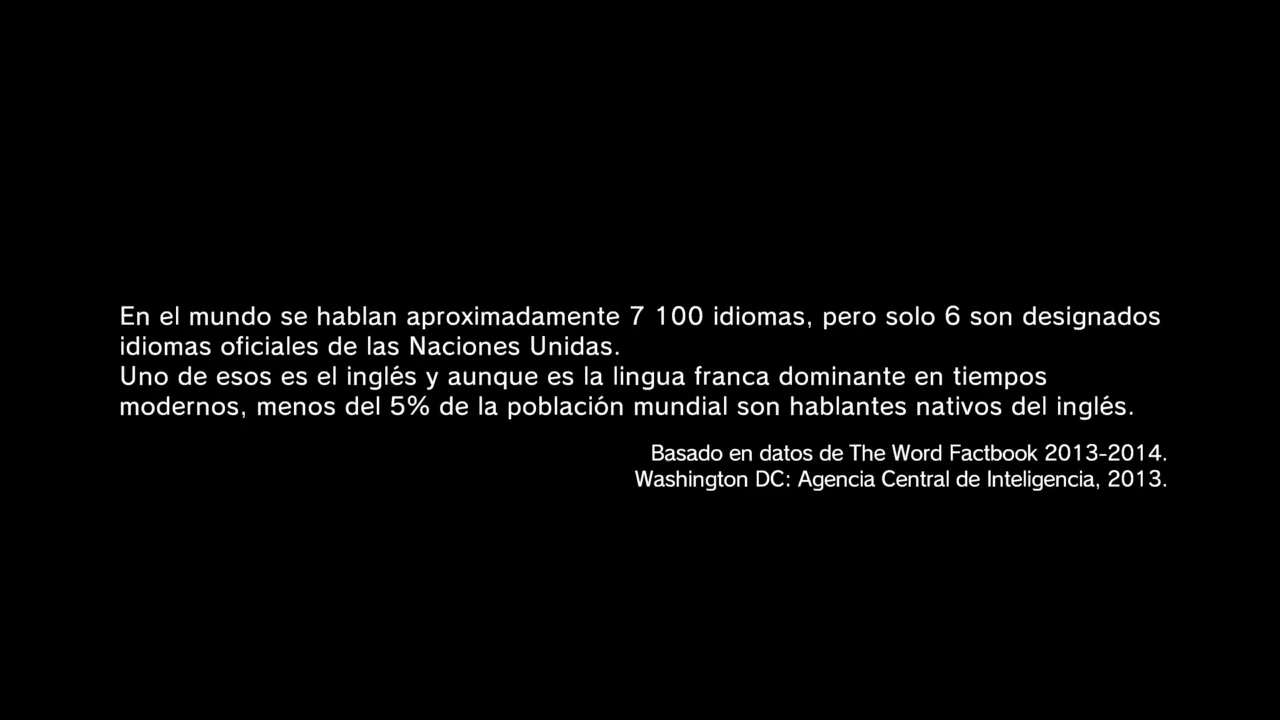 En el mundo se hablan aproximadamente 7 100 idiomas, pero solo 6 son designados
idiomas oficiales de las Naciones Unidas.
Uno de esos es el inglés y aunque es la lingua franca dominante en tiempos
modernos, menos del 5% de la población mundial son hablantes nativos del inglés.
Basado en datos de The Word Factbook 2013-2014.
Washington DC: Agencia Central de Inteligencia, 2013.